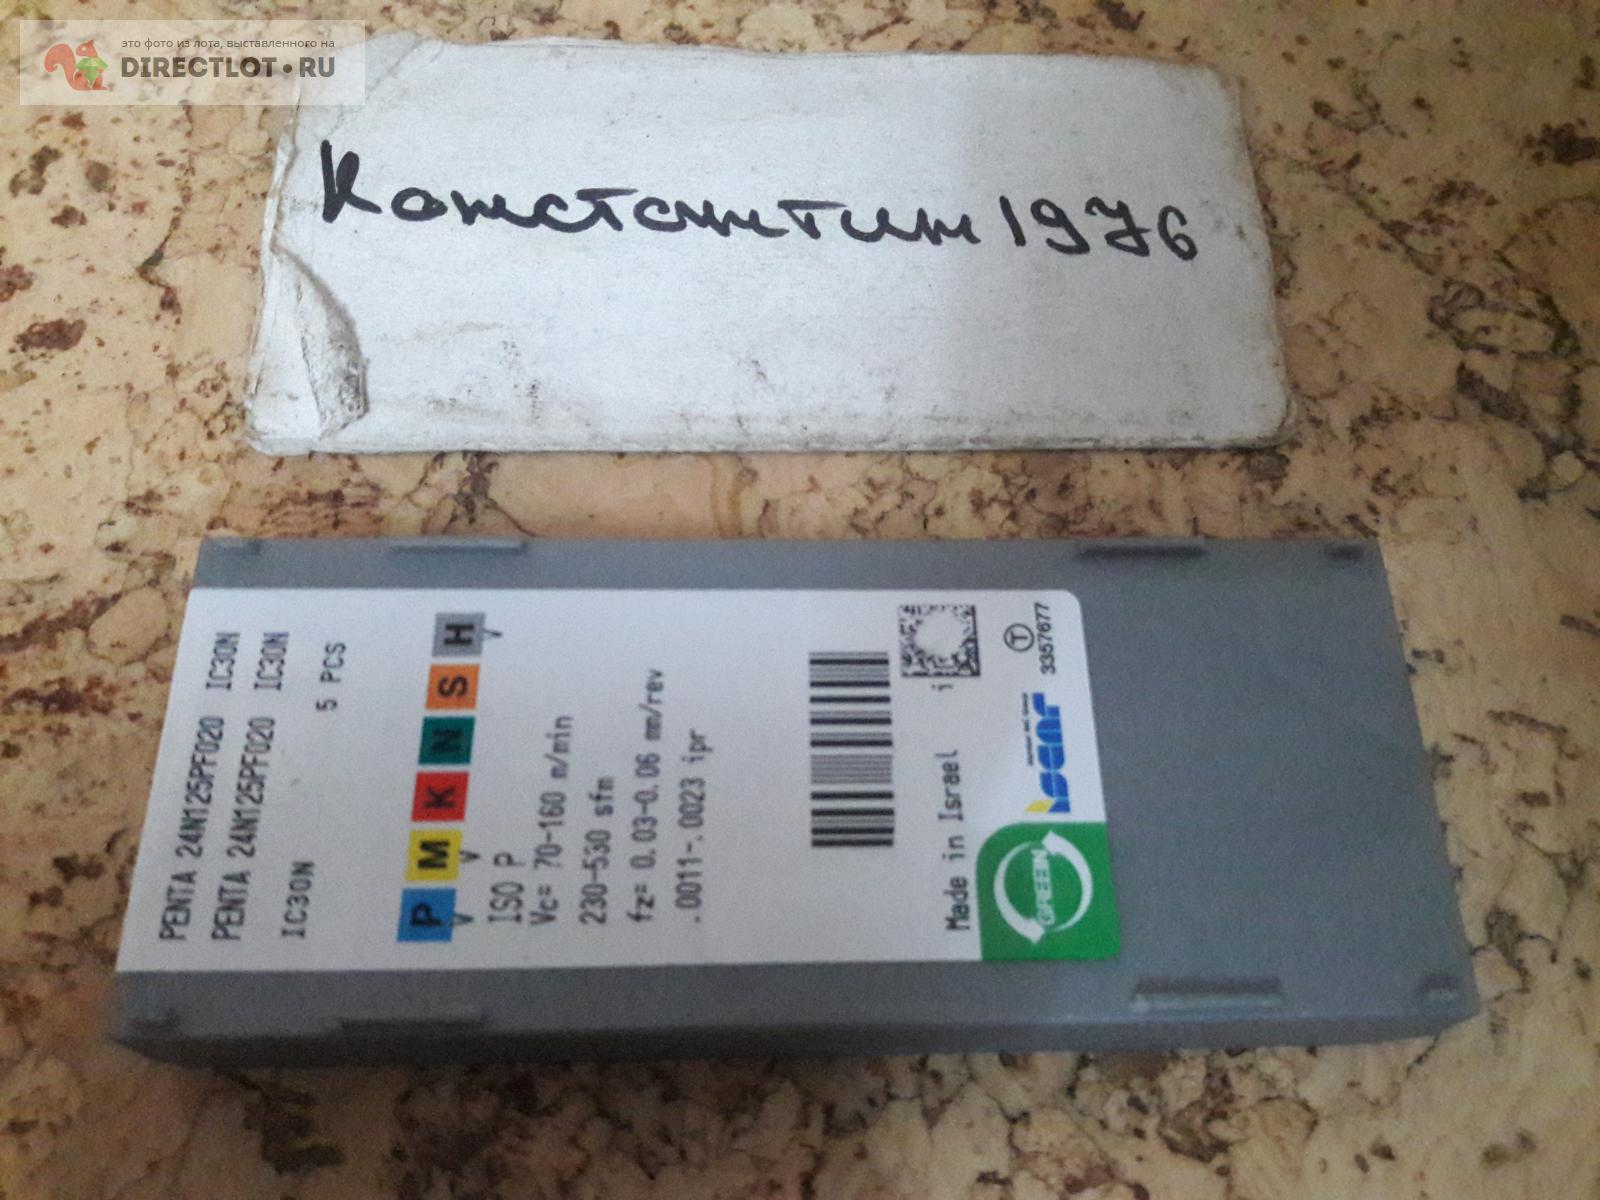 это фото из лота, выставленного на
DIRECTLOT.RU
Константин 1976
PENTA 24N125PF020 IC30N
PENTA 24N125PF020 IC30N
IC30N 5 PCS
P M K N S H
ISO P
Vc= 70-160 m/min
230-530 sfm
fz= 0.03-0.06 mm/rev
.0011-.0023 ipr
Made in Israel i
GREEN
iscar
T
3357677